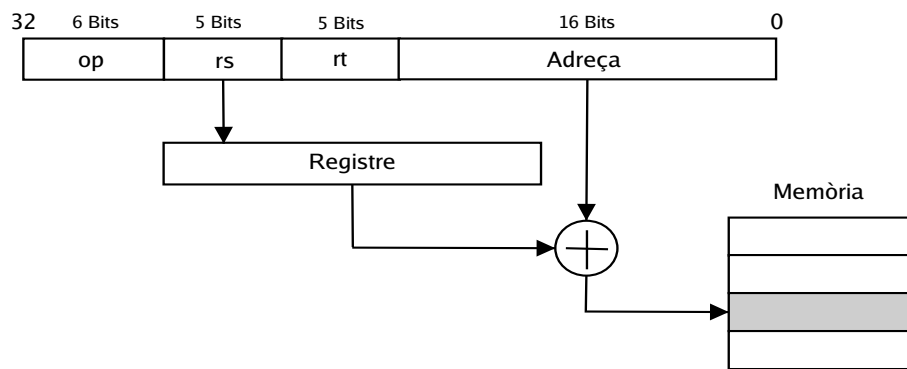 32 6 Bits 5 Bits 5 Bits 16 Bits 0
op rs rt Adreça
Registre
Memòria